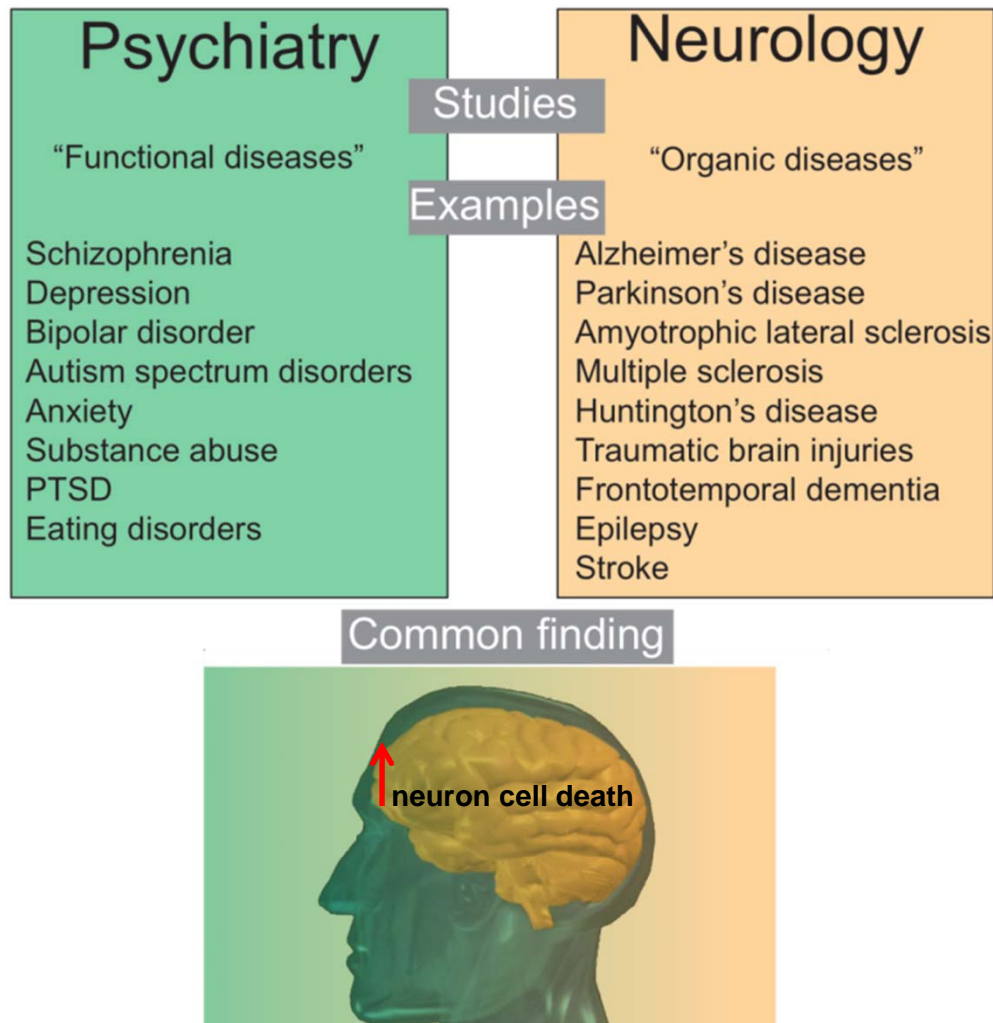 Psychiatry
Neurology
Studies
“Functional diseases”
“Organic diseases”
Examples
Schizophrenia
Depression
Bipolar disorder
Autism spectrum disorders
Anxiety
Substance abuse
PTSD
Eating disorders
Alzheimer’s disease
Parkinson’s disease
Amyotrophic lateral sclerosis
Multiple sclerosis
Huntington’s disease
Traumatic brain injuries
Frontotemporal dementia
Epilepsy
Stroke
Common finding
neuron cell death